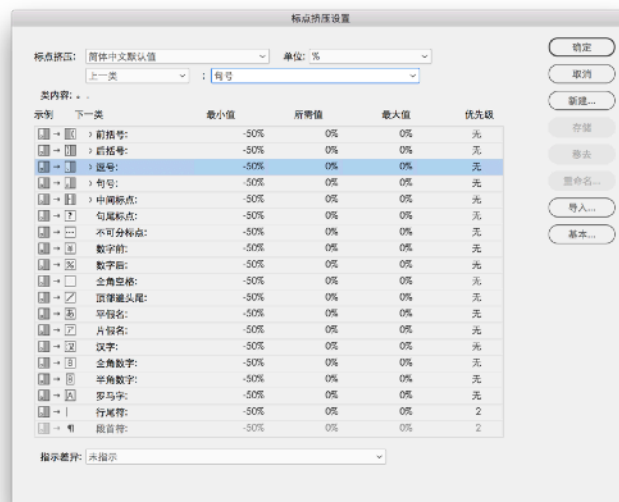 标点挤压设置
标点挤压: 简体中文默认值 单位: %
上一类 : 句号
类内容: 。.
示例 下一类 最小值 所需值 最大值 优先级
前括号: -50% 0% 0% 无
后括号: -50% 0% 0% 无
逗号: -50% 0% 0% 无
句号: -50% 0% 0% 无
中间标点: -50% 0% 0% 无
句尾标点: -50% 0% 0% 无
不可分标点: -50% 0% 0% 无
数字前: -50% 0% 0% 无
数字后: -50% 0% 0% 无
全角空格: -50% 0% 0% 无
顶部避头尾: -50% 0% 0% 无
平假名: -50% 0% 0% 无
片假名: -50% 0% 0% 无
汉字: -50% 0% 0% 无
全角数字: -50% 0% 0% 无
半角数字: -50% 0% 0% 无
罗马字: -50% 0% 0% 无
行尾符: -50% 0% 0% 2
段首符: -50% 0% 0% 2
指示差异: 未指示
确定
取消
新建...
存储
移去
重命名...
导入...
基本...